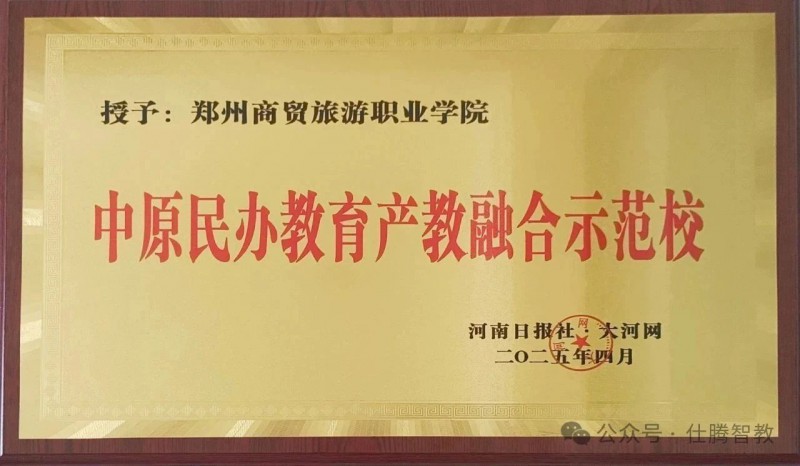 授予：郑州商贸旅游职业学院
中原民办教育产教融合示范校
河南日报社·大河网
二〇二五年四月
公众号·仕腾智教